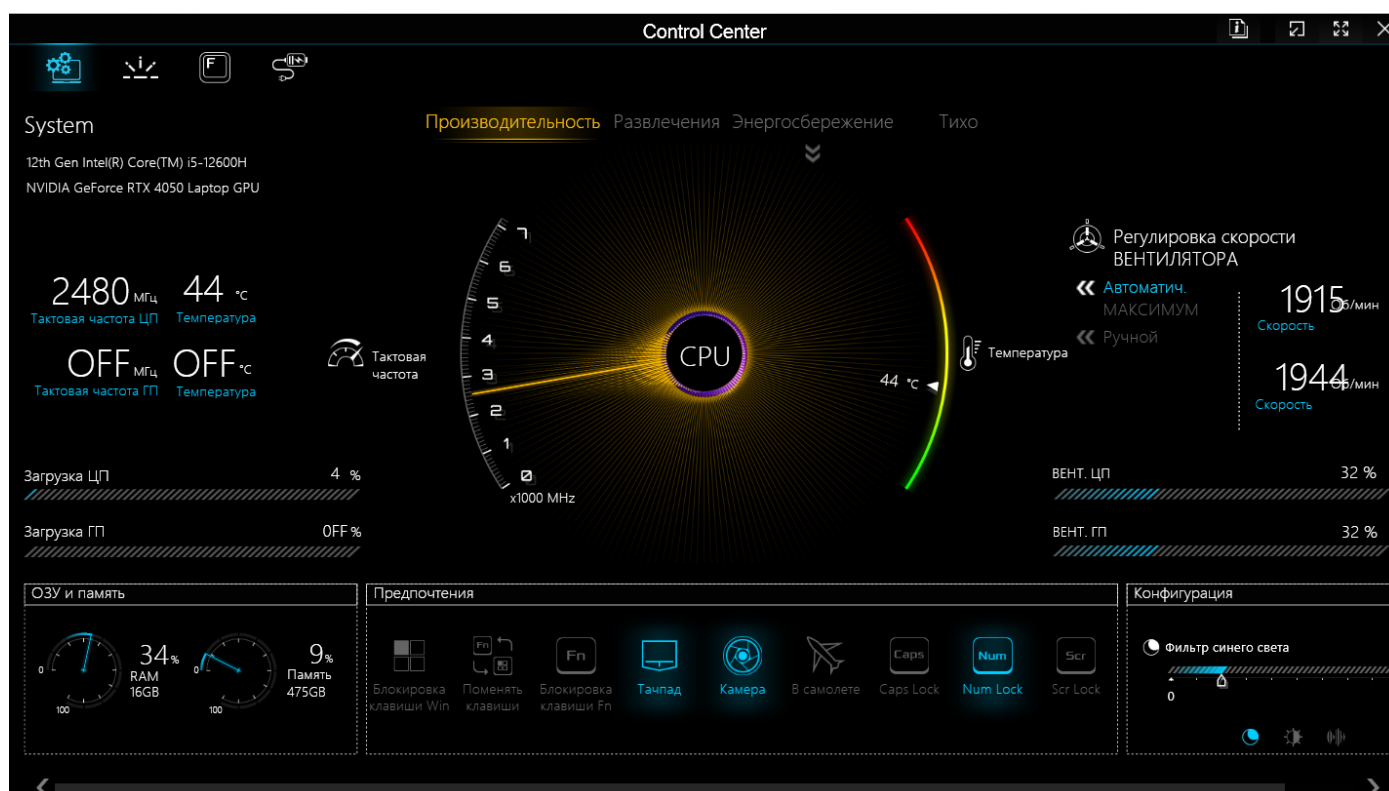 Control Center
F
System
Производительность Развлечения Энергосбережение Тихо
12th Gen Intel(R) Core(TM) i5-12600H
NVIDIA GeForce RTX 4050 Laptop GPU
2480 МГц 44 °C
Тактовая частота ЦП Температура
OFF МГц OFF °C
Тактовая частота ГП Температура
Тактовая
частота
7
6
5
4
3
2
1
0
x1000 MHz
CPU
44 °C
Температура
Регулировка скорости
ВЕНТИЛЯТОРА
Автоматич.
МАКСИМУМ
Ручной
1915 Об/мин
Скорость
1944 Об/мин
Скорость
Загрузка ЦП 4 %
Загрузка ГП OFF %
ВЕНТ. ЦП 32 %
ВЕНТ. ГП 32 %
ОЗУ и память
0
100
34 %
RAM
16GB
0
100
9 %
Память
475GB
Предпочтения
Блокировка
клавиши Win
Fn
Поменять
клавиши
Fn
Блокировка
клавиши Fn
Тачпад
Камера
В самолете
Caps
Caps Lock
Num
Num Lock
Scr
Scr Lock
Конфигурация
Фильтр синего света
0